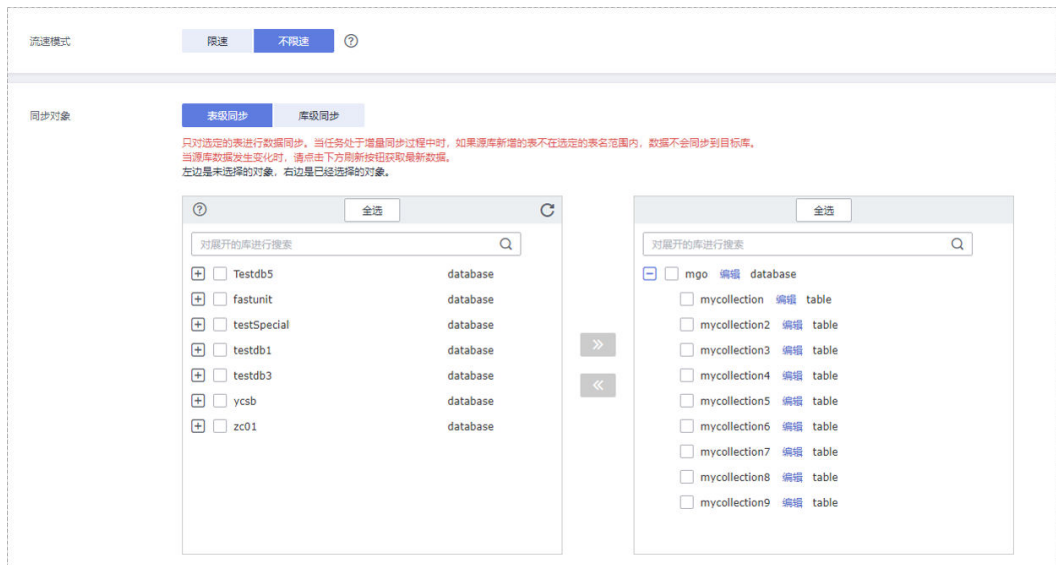 流速模式 限速 不限速 ?
同步对象 表级同步 库级同步
只对选定的表进行数据同步。当任务处于增量同步过程中时，如果源库新增的表不在选定的表名范围内，数据不会同步到目标库。
当源库数据发生变化时，请点击下方刷新按钮获取最新数据。
左边是未选择的对象，右边是已经选择的对象。
? 全选
对展开的库进行搜索
Testdb5 database
fastunit database
testSpecial database
testdb1 database
testdb3 database
ycsb database
zc01 database
全选
对展开的库进行搜索
mgo 编辑 database
mycollection 编辑 table
mycollection2 编辑 table
mycollection3 编辑 table
mycollection4 编辑 table
mycollection5 编辑 table
mycollection6 编辑 table
mycollection7 编辑 table
mycollection8 编辑 table
mycollection9 编辑 table